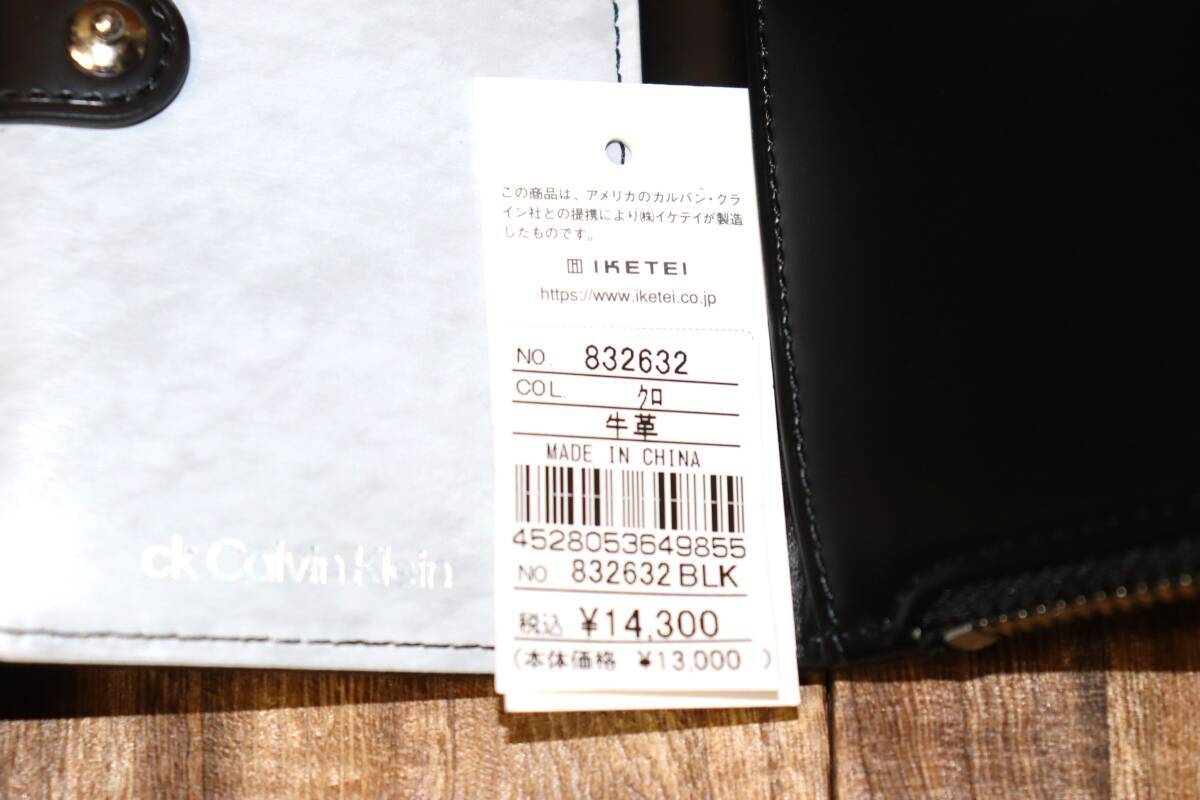 この商品は、アメリカのカルバン・クラ
イン社との提携により㈱イケテイが製造
したものです。
IKETEI
https://www.iketei.co.jp
NO. 832632
COL. ｸﾛ
牛革
MADE IN CHINA
4528053649855
NO. 832632 BLK
税込 ¥14,300
(本体価格 ¥13,000 )
ck Calvin Klein